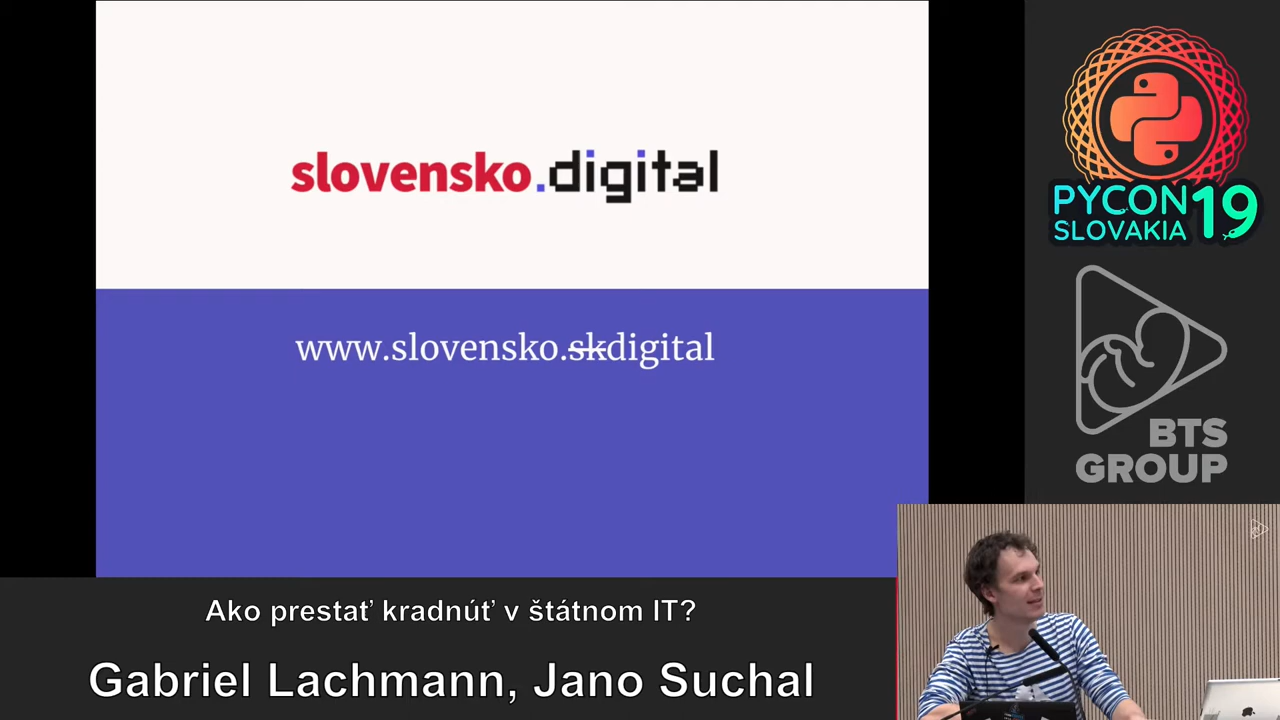 slovensko.digital
www.slovensko.skdigital
PYCON 19
SLOVAKIA
BTS
GROUP
Ako prestať kradnúť v štátnom IT?
Gabriel Lachmann, Jano Suchal